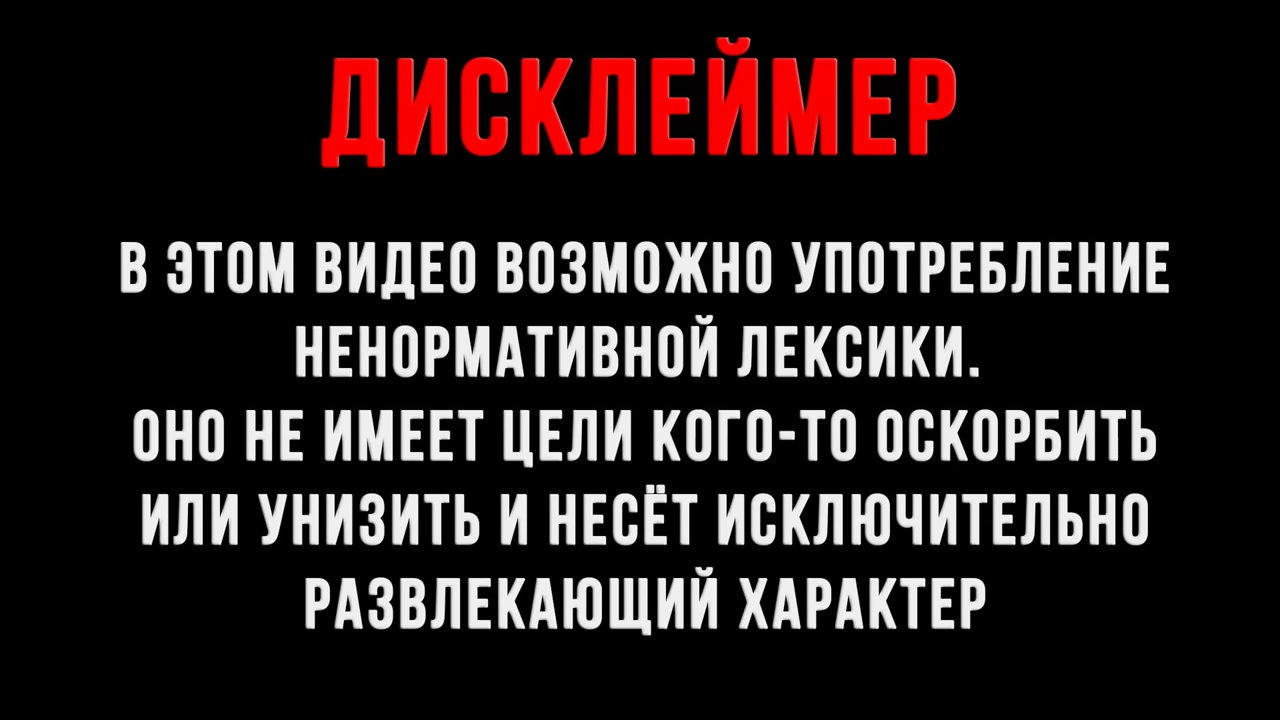 ДИСКЛЕЙМЕР
В ЭТОМ ВИДЕО ВОЗМОЖНО УПОТРЕБЛЕНИЕ
НЕНОРМАТИВНОЙ ЛЕКСИКИ.
ОНО НЕ ИМЕЕТ ЦЕЛИ КОГО-ТО ОСКОРБИТЬ
ИЛИ УНИЗИТЬ И НЕСЁТ ИСКЛЮЧИТЕЛЬНО
РАЗВЛЕКАЮЩИЙ ХАРАКТЕР